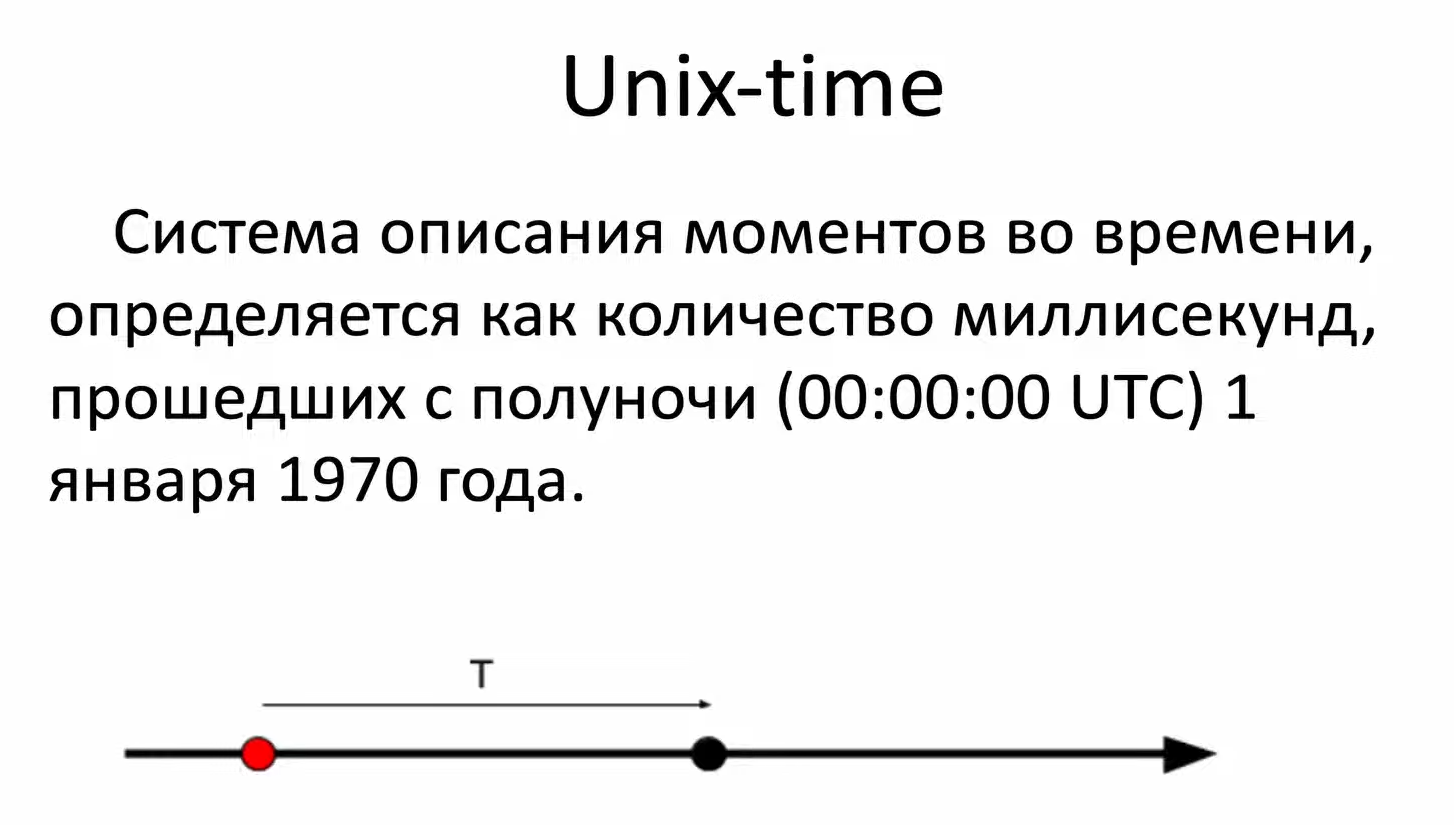 Unix-time
Система описания моментов во времени,
определяется как количество миллисекунд,
прошедших с полуночи (00:00:00 UTC) 1
января 1970 года.
T